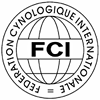 FEDERATION CYNOLOGIQUE INTERNATIONALE
FCI